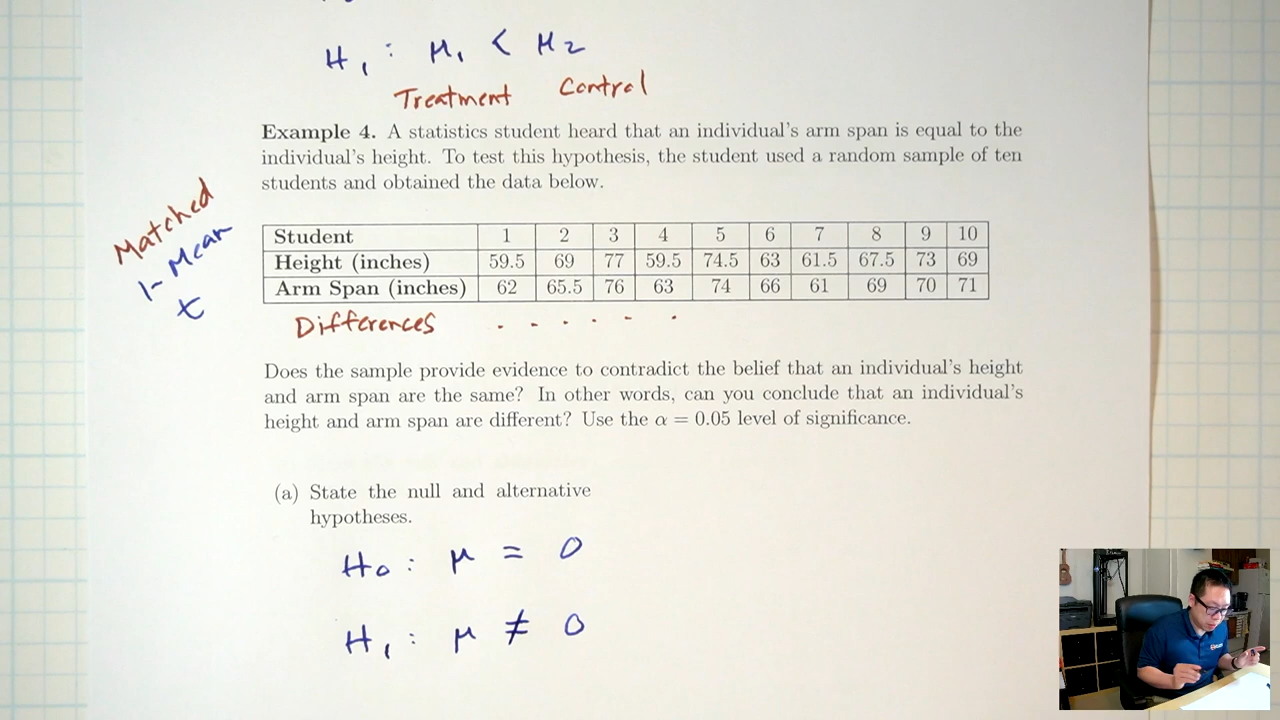 H₁ : μ₁ < μ₂
Treatment Control
Example 4. A statistics student heard that an individual's arm span is equal to the
individual's height. To test this hypothesis, the student used a random sample of ten
students and obtained the data below.
Matched
1-Mean
t
Student 1 2 3 4 5 6 7 8 9 10
Height (inches) 59.5 69 77 59.5 74.5 63 61.5 67.5 73 69
Arm Span (inches) 62 65.5 76 63 74 66 61 69 70 71
Differences . . . . . .
Does the sample provide evidence to contradict the belief that an individual's height
and arm span are the same? In other words, can you conclude that an individual's
height and arm span are different? Use the α = 0.05 level of significance.
(a) State the null and alternative
hypotheses.
H₀ : μ = 0
H₁ : μ ≠ 0